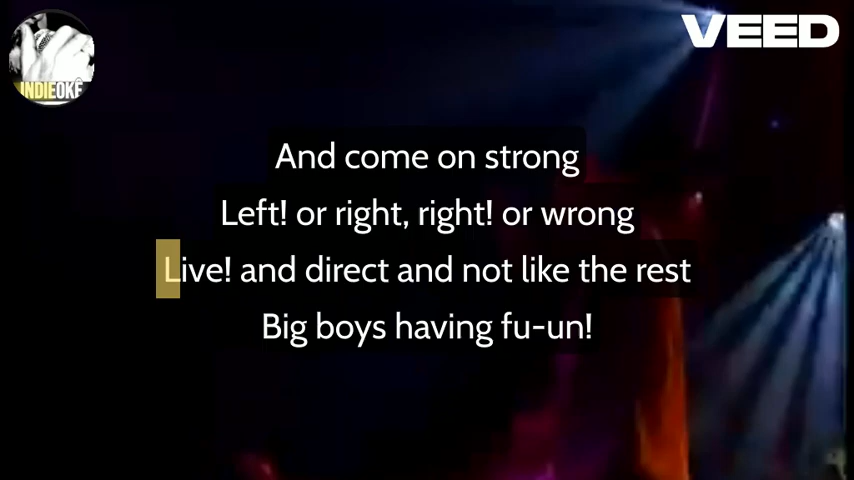 VEED
INDIEOKÊ
And come on strong
Left! or right, right! or wrong
Live! and direct and not like the rest
Big boys having fu-un!